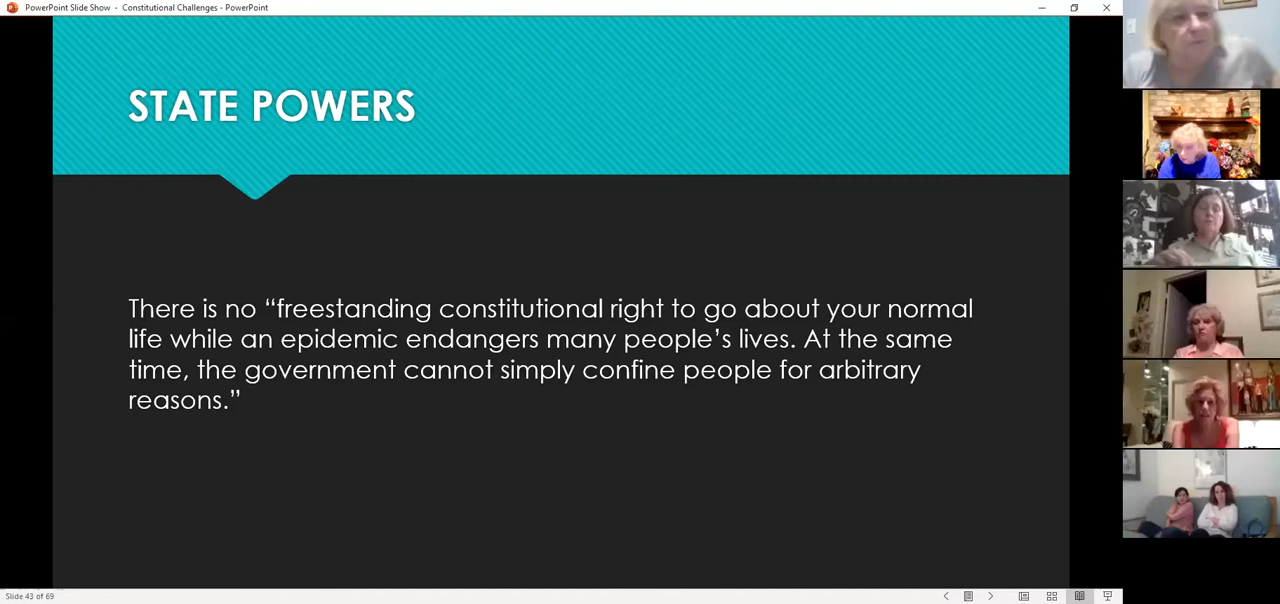 PowerPoint Slide Show - Constitutional Challenges - PowerPoint
STATE POWERS
There is no “freestanding constitutional right to go about your normal
life while an epidemic endangers many people’s lives. At the same
time, the government cannot simply confine people for arbitrary
reasons.”
Slide 43 of 69